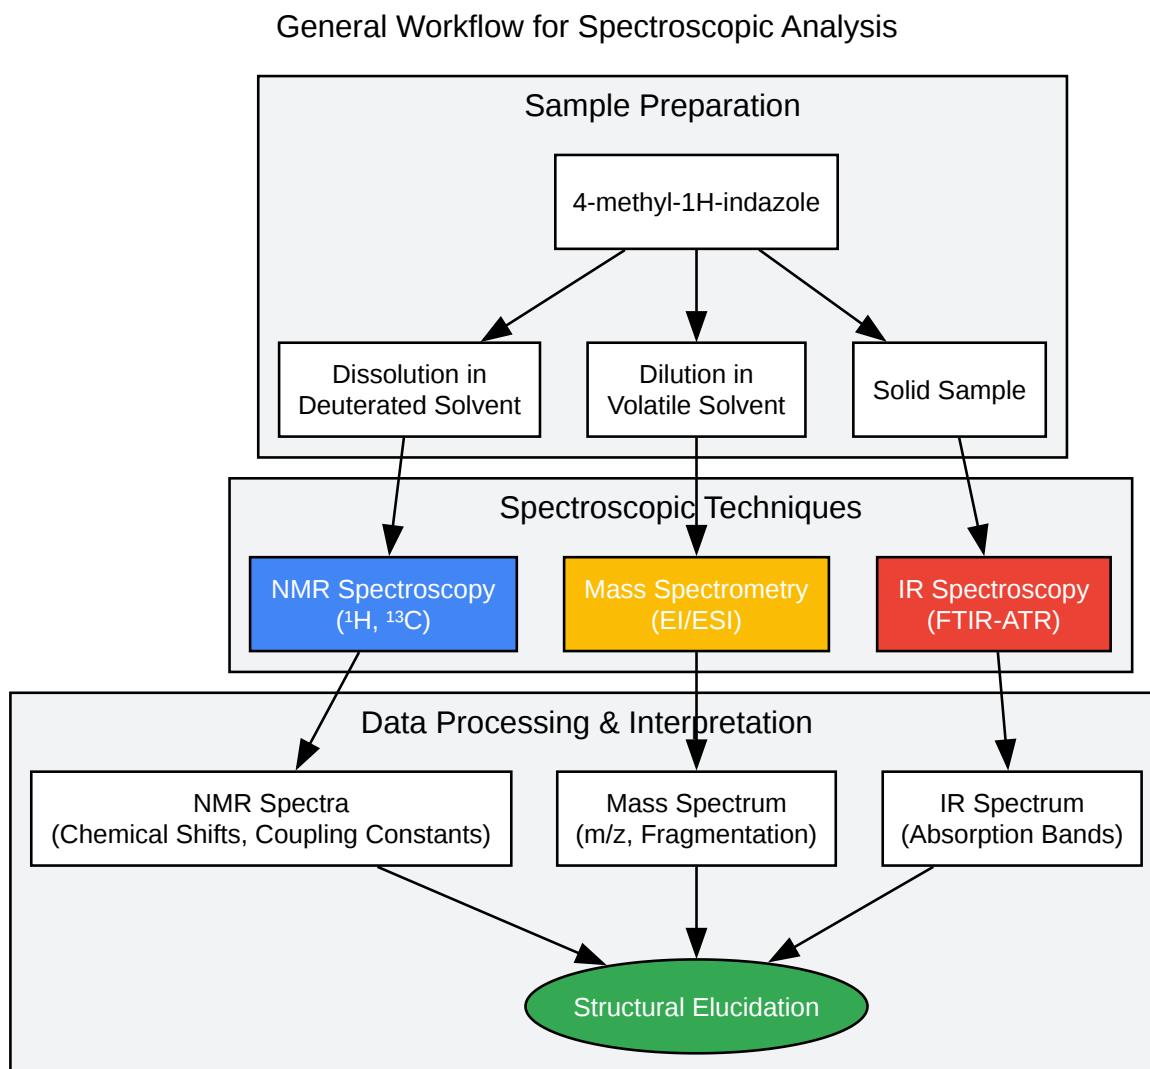 General Workflow for Spectroscopic Analysis
Sample Preparation
4-methyl-1H-indazole
Dissolution in
Deuterated Solvent
Dilution in
Volatile Solvent
Solid Sample
Spectroscopic Techniques
NMR Spectroscopy
(¹H, ¹³C)
Mass Spectrometry
(EI/ESI)
IR Spectroscopy
(FTIR-ATR)
Data Processing & Interpretation
NMR Spectra
(Chemical Shifts, Coupling Constants)
Mass Spectrum
(m/z, Fragmentation)
IR Spectrum
(Absorption Bands)
Structural Elucidation